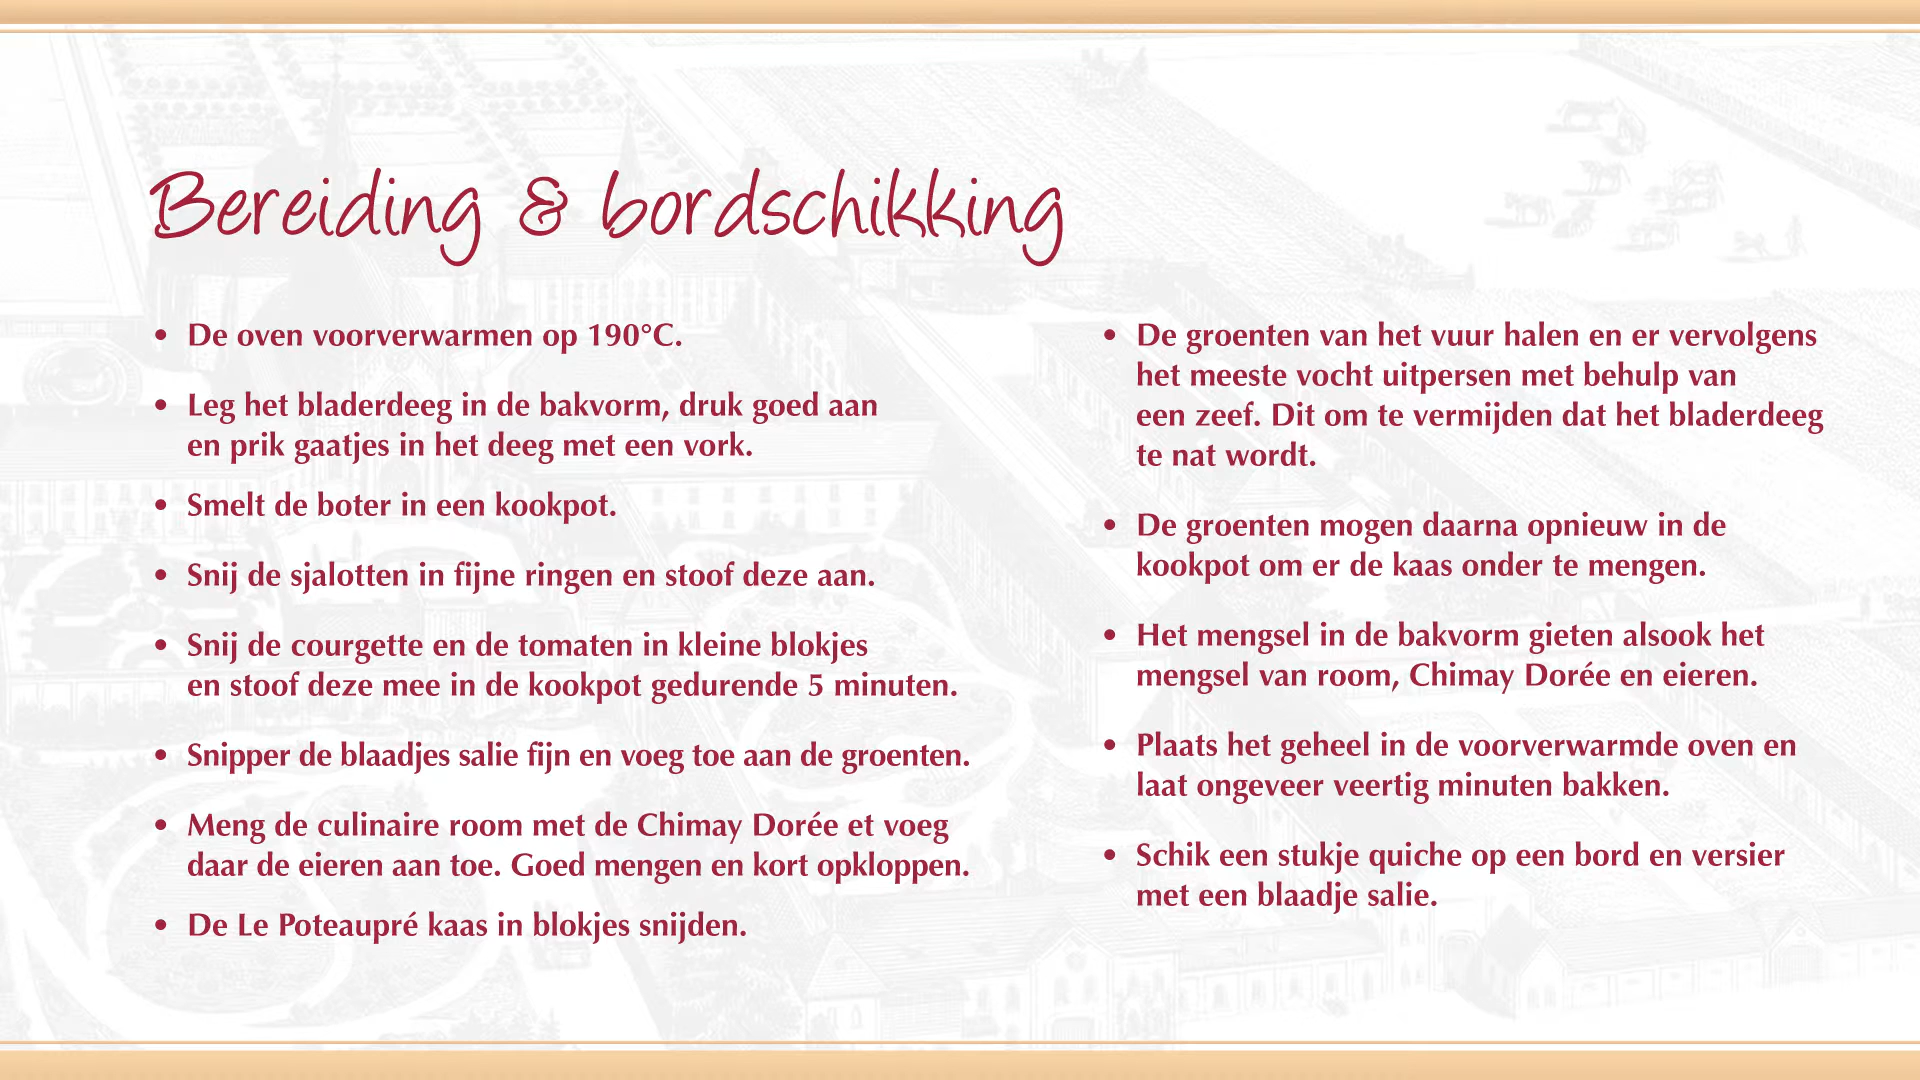 Bereiding & bordschikking
• De oven voorverwarmen op 190°C.
• Leg het bladerdeeg in de bakvorm, druk goed aan
en prik gaatjes in het deeg met een vork.
• Smelt de boter in een kookpot.
• Snij de sjalotten in fijne ringen en stoof deze aan.
• Snij de courgette en de tomaten in kleine blokjes
en stoof deze mee in de kookpot gedurende 5 minuten.
• Snipper de blaadjes salie fijn en voeg toe aan de groenten.
• Meng de culinaire room met de Chimay Dorée et voeg
daar de eieren aan toe. Goed mengen en kort opkloppen.
• De Le Poteaupré kaas in blokjes snijden.
• De groenten van het vuur halen en er vervolgens
het meeste vocht uitpersen met behulp van
een zeef. Dit om te vermijden dat het bladerdeeg
te nat wordt.
• De groenten mogen daarna opnieuw in de
kookpot om er de kaas onder te mengen.
• Het mengsel in de bakvorm gieten alsook het
mengsel van room, Chimay Dorée en eieren.
• Plaats het geheel in de voorverwarmde oven en
laat ongeveer veertig minuten bakken.
• Schik een stukje quiche op een bord en versier
met een blaadje salie.